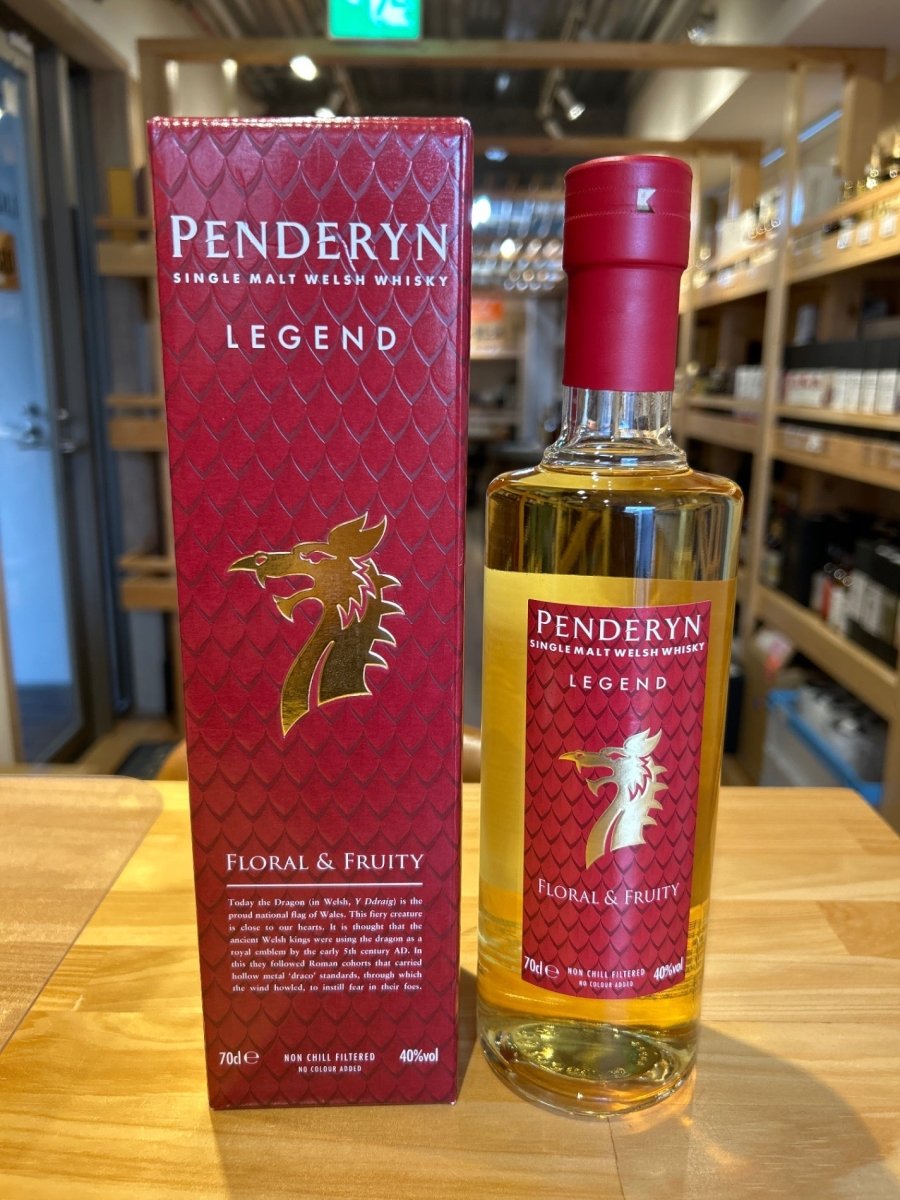 PENDERYN
SINGLE MALT WELSH WHISKY
LEGEND
FLORAL & FRUITY
Today the Dragon (in Welsh, Y Ddraig) is the
proud national flag of Wales. This fiery creature
is close to our hearts. It is thought that the
ancient Welsh kings were using the dragon as a
royal emblem by the early 5th century AD. In
this they followed Roman cohorts that carried
hollow metal 'draco' standards, through which
the wind howled, to instill fear in their foes.
70cl ℮ NON CHILL FILTERED 40%vol
NO COLOUR ADDED
PENDERYN
SINGLE MALT WELSH WHISKY
LEGEND
FLORAL & FRUITY
70cl ℮ NON CHILL FILTERED 40%vol
NO COLOUR ADDED